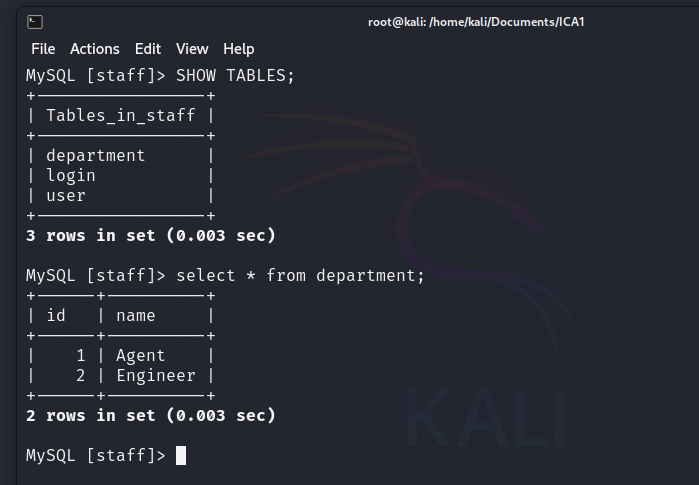 root@kali: /home/kali/Documents/ICA1
File Actions Edit View Help
MySQL [staff]> SHOW TABLES;
+-----------------+
| Tables_in_staff |
+-----------------+
| department      |
| login           |
| user            |
+-----------------+
3 rows in set (0.003 sec)
MySQL [staff]> select * from department;
+------+----------+
| id   | name     |
+------+----------+
|    1 | Agent    |
|    2 | Engineer |
+------+----------+
2 rows in set (0.003 sec)
MySQL [staff]>
KALI